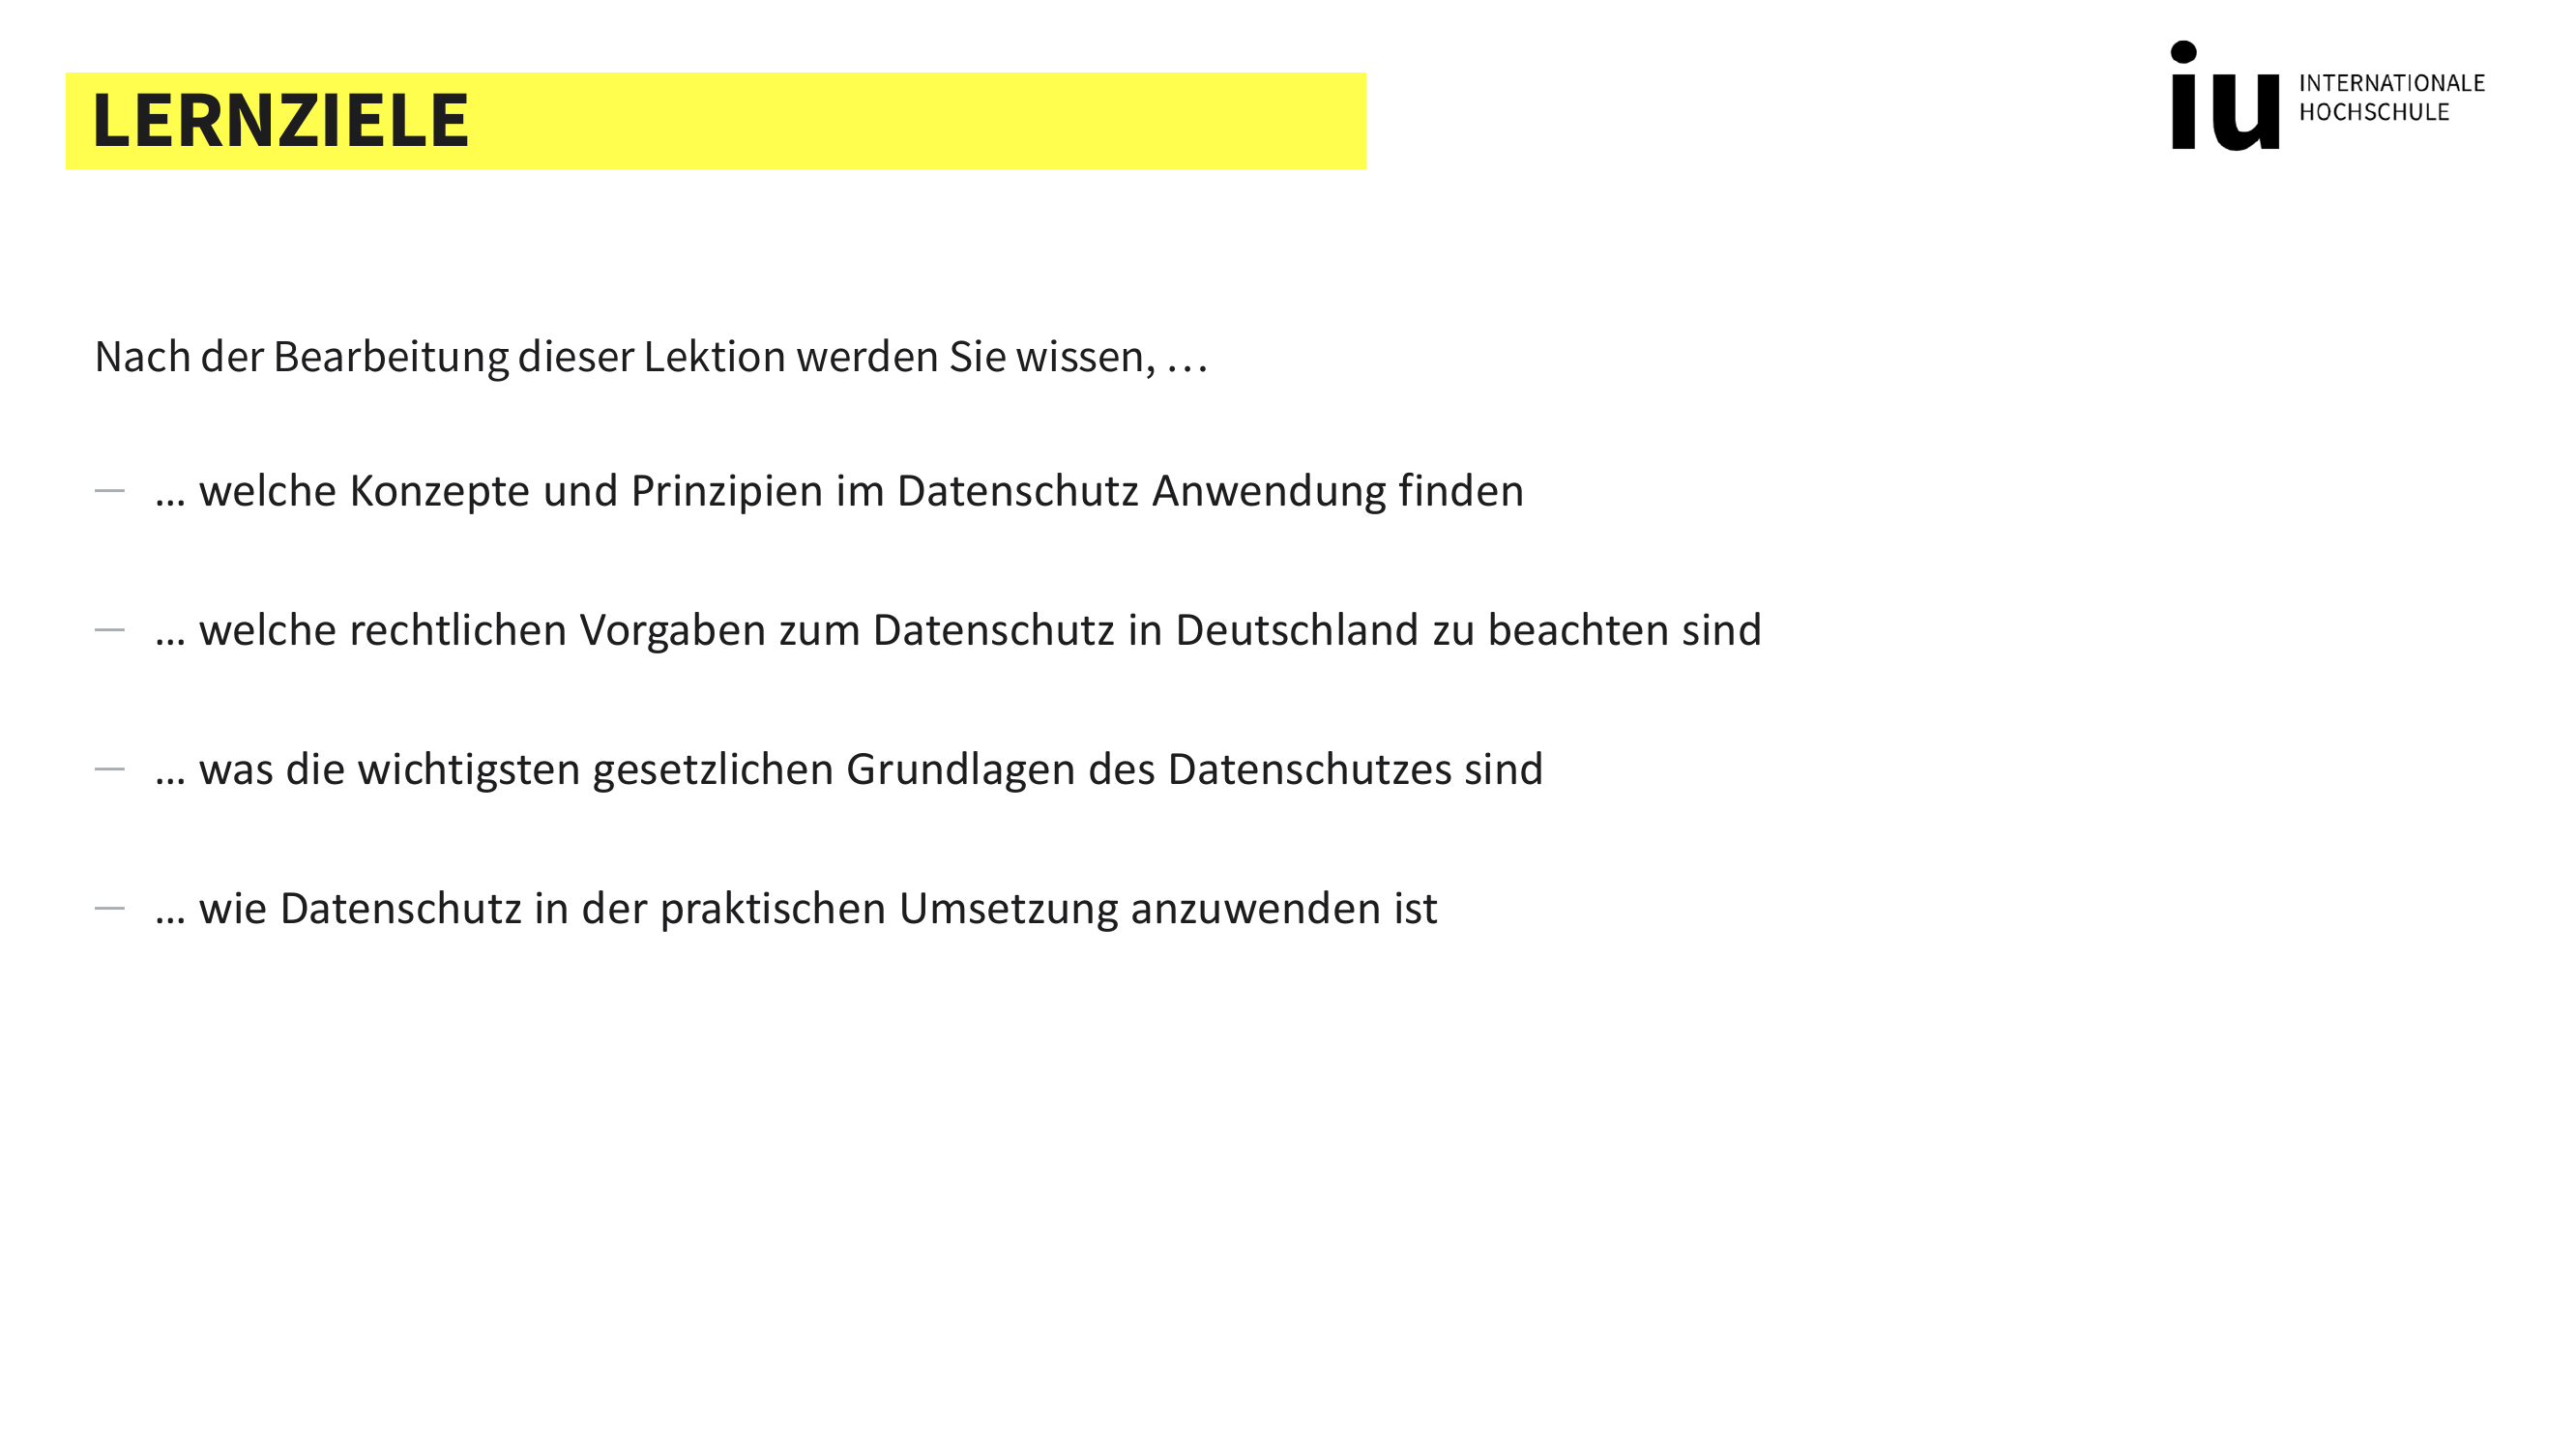 LERNZIELE
iu INTERNATIONALE
HOCHSCHULE
Nach der Bearbeitung dieser Lektion werden Sie wissen, …
— … welche Konzepte und Prinzipien im Datenschutz Anwendung finden
— … welche rechtlichen Vorgaben zum Datenschutz in Deutschland zu beachten sind
— … was die wichtigsten gesetzlichen Grundlagen des Datenschutzes sind
— … wie Datenschutz in der praktischen Umsetzung anzuwenden ist